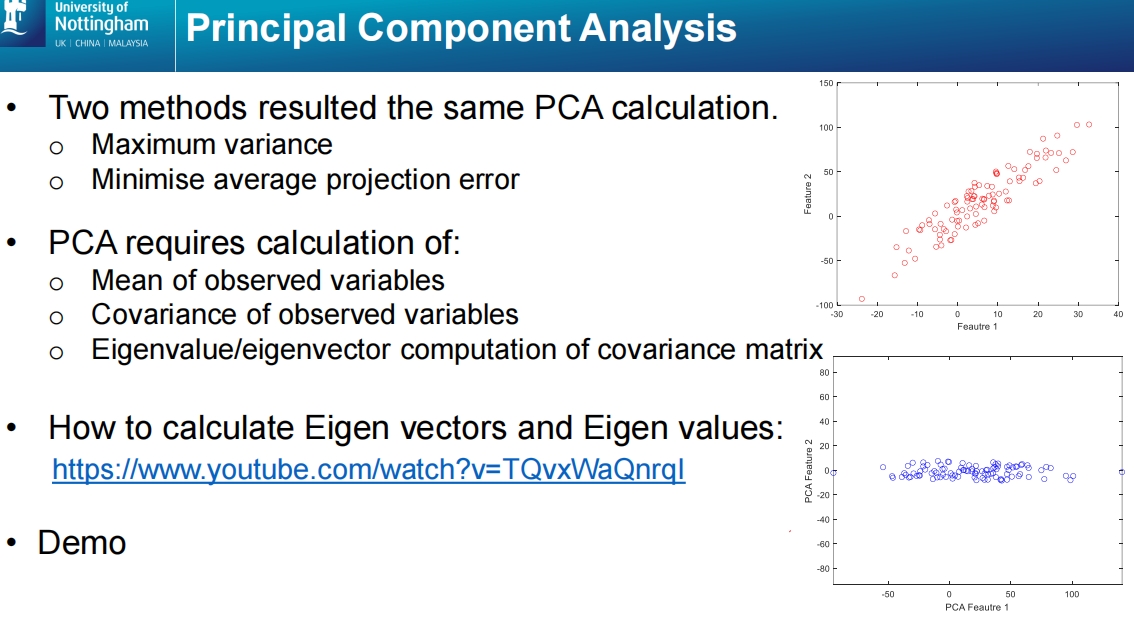 University of
Nottingham
UK | CHINA | MALAYSIA
Principal Component Analysis
• Two methods resulted the same PCA calculation.
o Maximum variance
o Minimise average projection error
• PCA requires calculation of:
o Mean of observed variables
o Covariance of observed variables
o Eigenvalue/eigenvector computation of covariance matrix
• How to calculate Eigen vectors and Eigen values:
https://www.youtube.com/watch?v=TQvxWaQnrqI
• Demo
150
100
50
0
-50
-100
Feature 2
-30 -20 -10 0 10 20 30 40
Feautre 1
80
60
40
20
0
-20
-40
-60
-80
PCA Feautre 2
-50 0 50 100
PCA Feautre 1